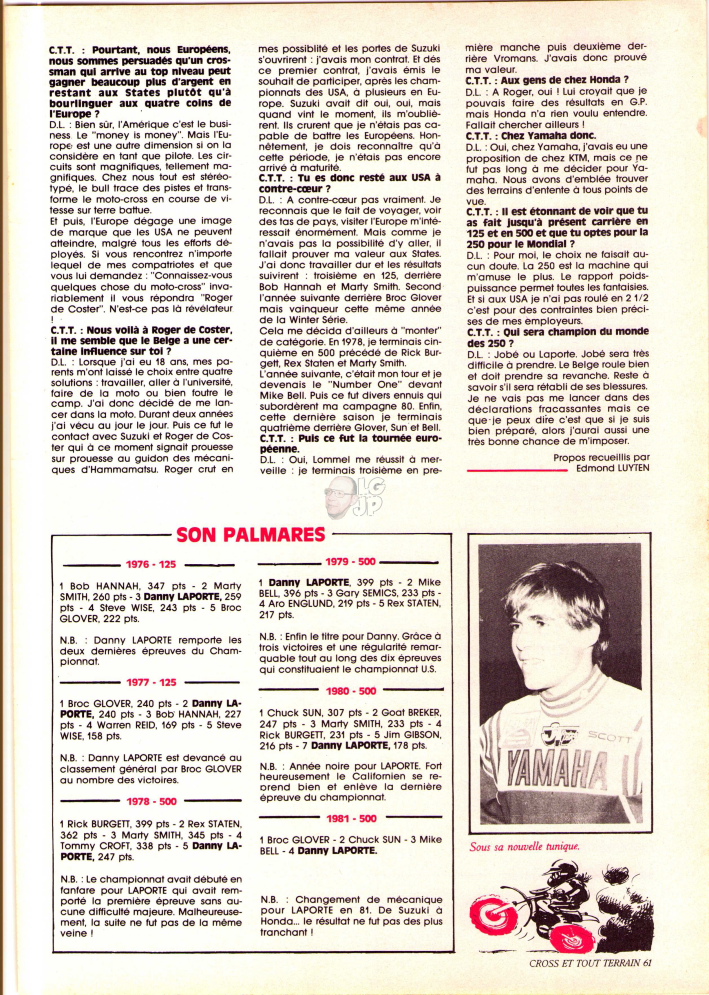 C.T.T. : Pourtant, nous Européens,
nous sommes persuadés qu'un cros-
sman qui arrive au top niveau peut
gagner beaucoup plus d'argent en
restant aux States plutôt qu'à
bourlinguer aux quatre coins de
l'Europe ?
D.L. : Bien sûr, l'Amérique c'est le busi-
ness. Le "money is money". Mais l'Eu-
rope est une autre dimension si on la
considère en tant que pilote. Les cir-
cuits sont magnifiques, tellement ma-
gnifiques. Chez nous tout est stéréo-
typé, le bull trace des pistes et trans-
forme le moto-cross en course de vi-
tesse sur terre battue.
Et puis, l'Europe dégage une image
de marque que les USA ne peuvent
atteindre, malgré tous les efforts dé-
ployés. Si vous rencontrez n'importe
lequel de mes compatriotes et que
vous lui demandez : "Connaissez-vous
quelques chose du moto-cross" inva-
riablement il vous répondra "Roger
de Coster". N'est-ce pas là révélateur
!
C.T.T. : Nous voilà à Roger de Coster,
il me semble que le Belge a une cer-
taine influence sur toi ?
D.L. : Lorsque j'ai eu 18 ans, mes pa-
rents m'ont laissé le choix entre quatre
solutions : travailler, aller à l'université,
faire de la moto ou bien foutre le
camp. J'ai donc décidé de me lan-
cer dans la moto. Durant deux années
j'ai vécu au jour le jour. Puis ce fut le
contact avec Suzuki et Roger de Cos-
ter qui à ce moment signait prouesse
sur prouesse au guidon des mécani-
ques d'Hammamatsu. Roger crut en
mes possiblité et les portes de Suzuki
s'ouvrirent : j'avais mon contrat. Et dés
ce premier contrat, j'avais émis le
souhait de participer, après les cham-
pionnats des USA, à plusieurs en Eu-
rope. Suzuki avait dit oui, oui, mais
quand vint le moment, ils m'oubliè-
rent. Ils crurent que je n'étais pas ca-
pable de battre les Européens. Hon-
nêtement, je dois reconnaître qu'à
cette période, je n'étais pas encore
arrivé à maturité.
C.T.T. : Tu es donc resté aux USA à
contre-cœur ?
D.L. : A contre-cœur pas vraiment. Je
reconnais que le fait de voyager, voir
des tas de pays, visiter l'Europe m'inté-
ressait énormément. Mais comme je
n'avais pas la possibilité d'y aller, il
fallait prouver ma valeur aux States.
J'ai donc travailler dur et les résultats
suivirent : troisième en 125, derrière
Bob Hannah et Marty Smith. Second
l'année suivante derrière Broc Glover
mais vainqueur cette même année
de la Winter Série.
Cela me décida d'ailleurs à "monter"
de catégorie. En 1978, je terminais cin-
quième en 500 précédé de Rick Bur-
gett, Rex Staten et Marty Smith.
L'année suivante, c'était mon tour et je
devenais le "Number One" devant
Mike Bell. Puis ce fut divers ennuis qui
subordèrent ma campagne 80. Enfin,
cette dernière saison je terminais
quatrième derrière Glover, Sun et Bell.
C.T.T. : Puis ce fut la tournée euro-
péenne.
D.L. : Oui, Lommel me réussit à mer-
veille : je terminais troisième en pre-
mière manche puis deuxième der-
rière Vromans. J'avais donc prouvé
ma valeur.
C.T.T. : Aux gens de chez Honda ?
D.L. : A Roger, oui ! Lui croyait que je
pouvais faire des résultats en G.P.
mais Honda n'a rien voulu entendre.
Fallait chercher ailleurs !
C.T.T. : Chez Yamaha donc.
D.L. : Oui, chez Yamaha, j'avais eu une
proposition de chez KTM, mais ce ne
fut pas long à me décider pour Ya-
maha. Nous avons d'emblée trouver
des terrains d'entente à tous points de
vue.
C.T.T. : Il est étonnant de voir que tu
as fait jusqu'à présent carrière en
125 et en 500 et que tu optes pour la
250 pour le Mondial ?
D.L. : Pour moi, le choix ne faisait au-
cun doute. La 250 est la machine qui
m'amuse le plus. Le rapport poids-
puissance permet toutes les fantaisies.
Et si aux USA je n'ai pas roulé en 2 1/2
c'est pour des contraintes bien préci-
ses de mes employeurs.
C.T.T. : Qui sera champion du monde
des 250 ?
D.L. : Jobé ou Laporte. Jobé sera très
difficile à prendre. Le Belge roule bien
et doit prendre sa revanche. Reste à
savoir s'il sera rétabli de ses blessures.
Je ne vais pas me lancer dans des
déclarations fracassantes mais ce
que je peux dire c'est que si je suis
bien préparé, alors j'aurai aussi une
très bonne chance de m'imposer.
Propos recueillis par
Edmond LUYTEN
LG
JP
SON PALMARES
1976 - 125
1 Bob HANNAH, 347 pts - 2 Marty
SMITH, 260 pts - 3 Danny LAPORTE, 259
pts - 4 Steve WISE, 243 pts - 5 Broc
GLOVER, 222 pts.
N.B. : Danny LAPORTE remporte les
deux dernières épreuves du Cham-
pionnat.
1977 - 125
1 Broc GLOVER, 240 pts - 2 Danny LA-
PORTE, 240 pts - 3 Bob HANNAH, 227
pts - 4 Warren REID, 169 pts - 5 Steve
WISE, 158 pts.
N.B. : Danny LAPORTE est devancé au
classement général par Broc GLOVER
au nombre des victoires.
1978 - 500
1 Rick BURGETT, 399 pts - 2 Rex STATEN,
362 pts - 3 Marty SMITH, 345 pts - 4
Tommy CROFT, 338 pts - 5 Danny LA-
PORTE, 247 pts.
N.B. : Le championnat avait débuté en
fanfare pour LAPORTE qui avait rem-
porté la première épreuve sans au-
cune difficulté majeure. Malheureuse-
ment, la suite ne fut pas de la même
veine !
1979 - 500
1 Danny LAPORTE, 399 pts - 2 Mike
BELL, 396 pts - 3 Gary SEMICS, 233 pts -
4 Aro ENGLUND, 219 pts - 5 Rex STATEN,
217 pts.
N.B. : Enfin le titre pour Danny. Grâce à
trois victoires et une régularité remar-
quable tout au long des dix épreuves
qui constituaient le championnat U.S.
1980 - 500
1 Chuck SUN, 307 pts - 2 Goat BREKER,
247 pts - 3 Marty SMITH, 233 pts - 4
Rick BURGETT, 231 pts - 5 Jim GIBSON,
216 pts - 7 Danny LAPORTE, 178 pts.
N.B. : Année noire pour LAPORTE. Fort
heureusement le Californien se re-
prend bien et enlève la dernière
épreuve du championnat.
1981 - 500
1 Broc GLOVER - 2 Chuck SUN - 3 Mike
BELL - 4 Danny LAPORTE.
N.B. : Changement de mécanique
pour LAPORTE en 81. De Suzuki à
Honda... le résultat ne fut pas des plus
tranchant !
SCOTT
YAMAHA
Sous sa nouvelle tunique.
CROSS ET TOUT TERRAIN 61